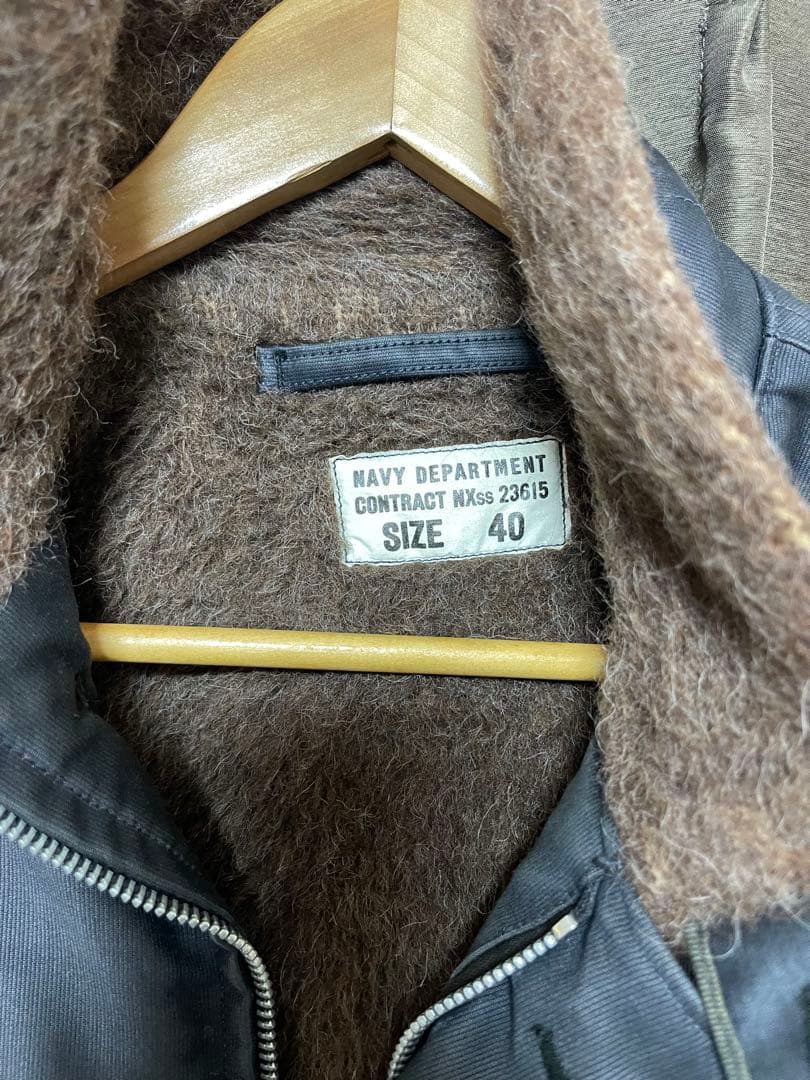 NAVY DEPARTMENT
CONTRACT NXss 23615
SIZE 40